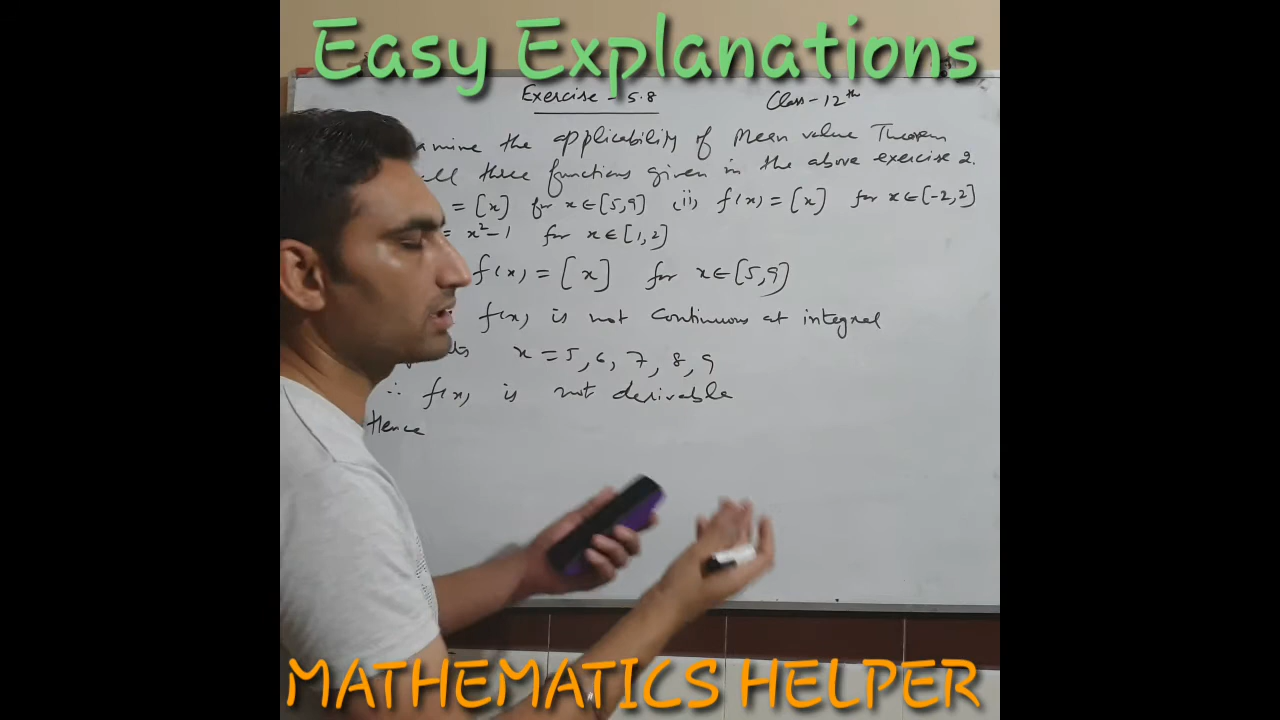 Easy Explanations
Exercise - 5.8 Class - 12th
amine the applicability of Mean value Theorem
all three functions given in the above exercise 2.
= [x] for x ∈ [5,9] (ii) f(x) = [x] for x ∈ [-2,2]
= x² - 1 for x ∈ [1,2]
f(x) = [x] for x ∈ [5,9]
f(x) is not continuous at integral
x = 5, 6, 7, 8, 9
∴ f(x) is not derivable
Hence
MATHEMATICS HELPER